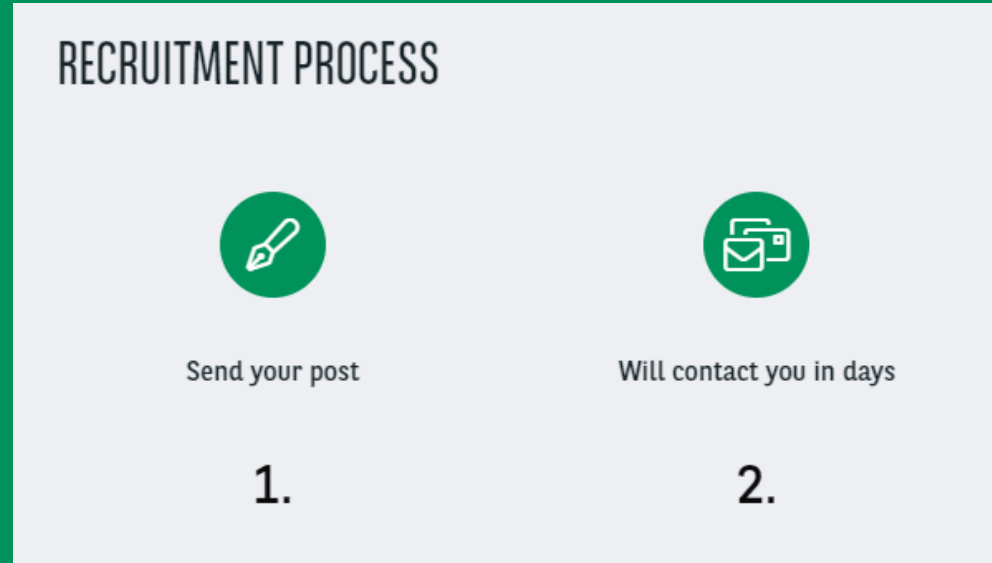 RECRUITMENT PROCESS
Send your post
Will contact you in days
1.
2.